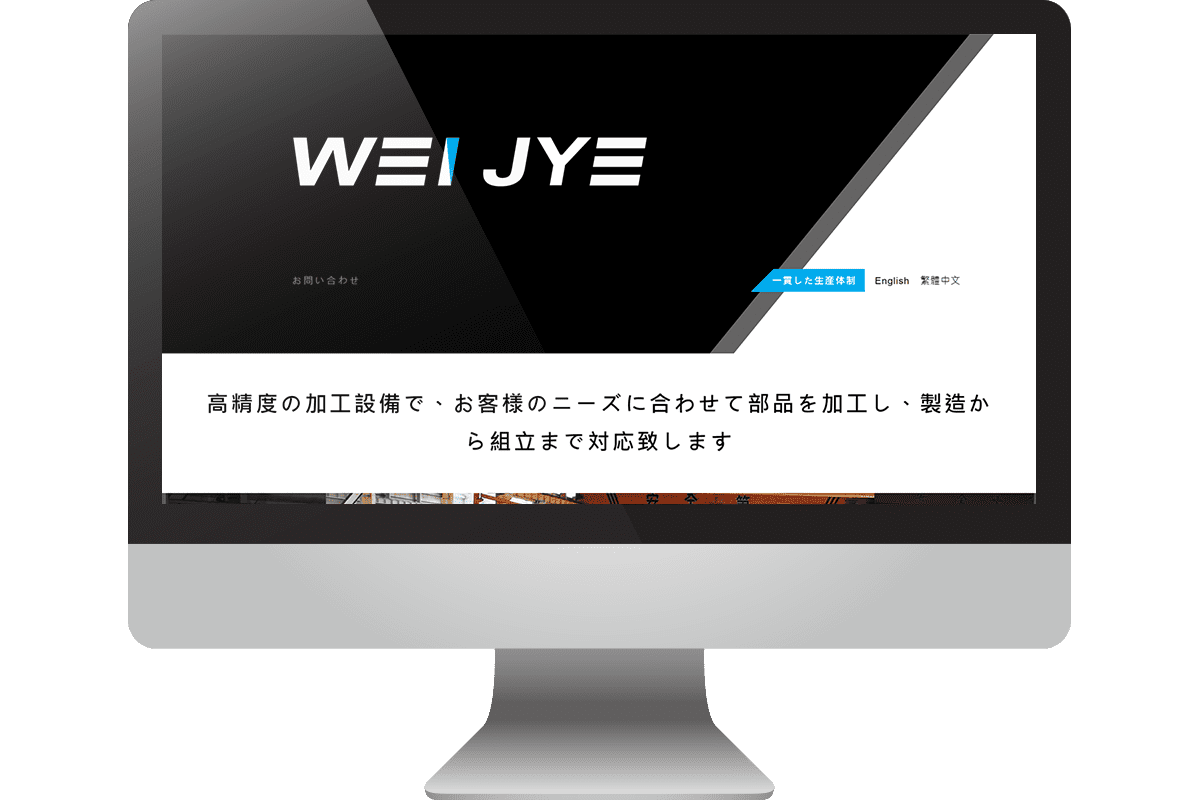 WEI JYE
お問い合わせ
一貫した生産体制 English 繁體中文
高精度の加工設備で、お客様のニーズに合わせて部品を加工し、製造か
ら組立まで対応致します
安全第